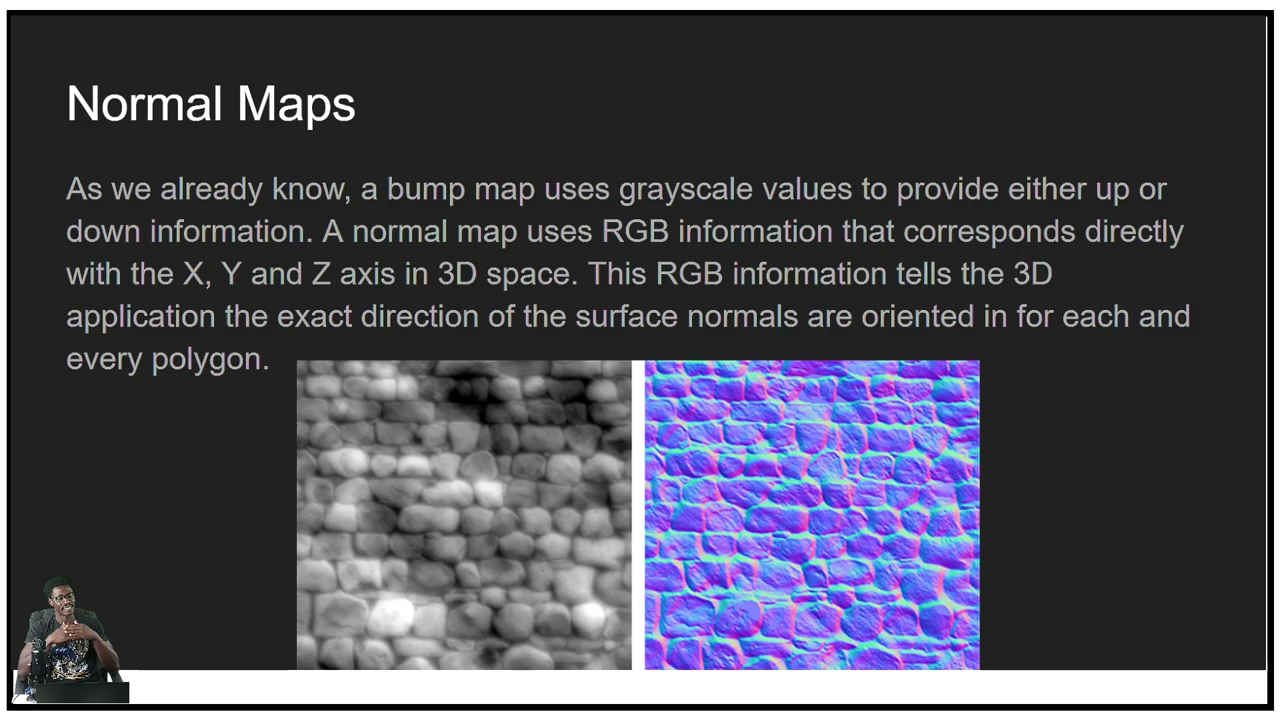 Normal Maps
As we already know, a bump map uses grayscale values to provide either up or
down information. A normal map uses RGB information that corresponds directly
with the X, Y and Z axis in 3D space. This RGB information tells the 3D
application the exact direction of the surface normals are oriented in for each and
every polygon.